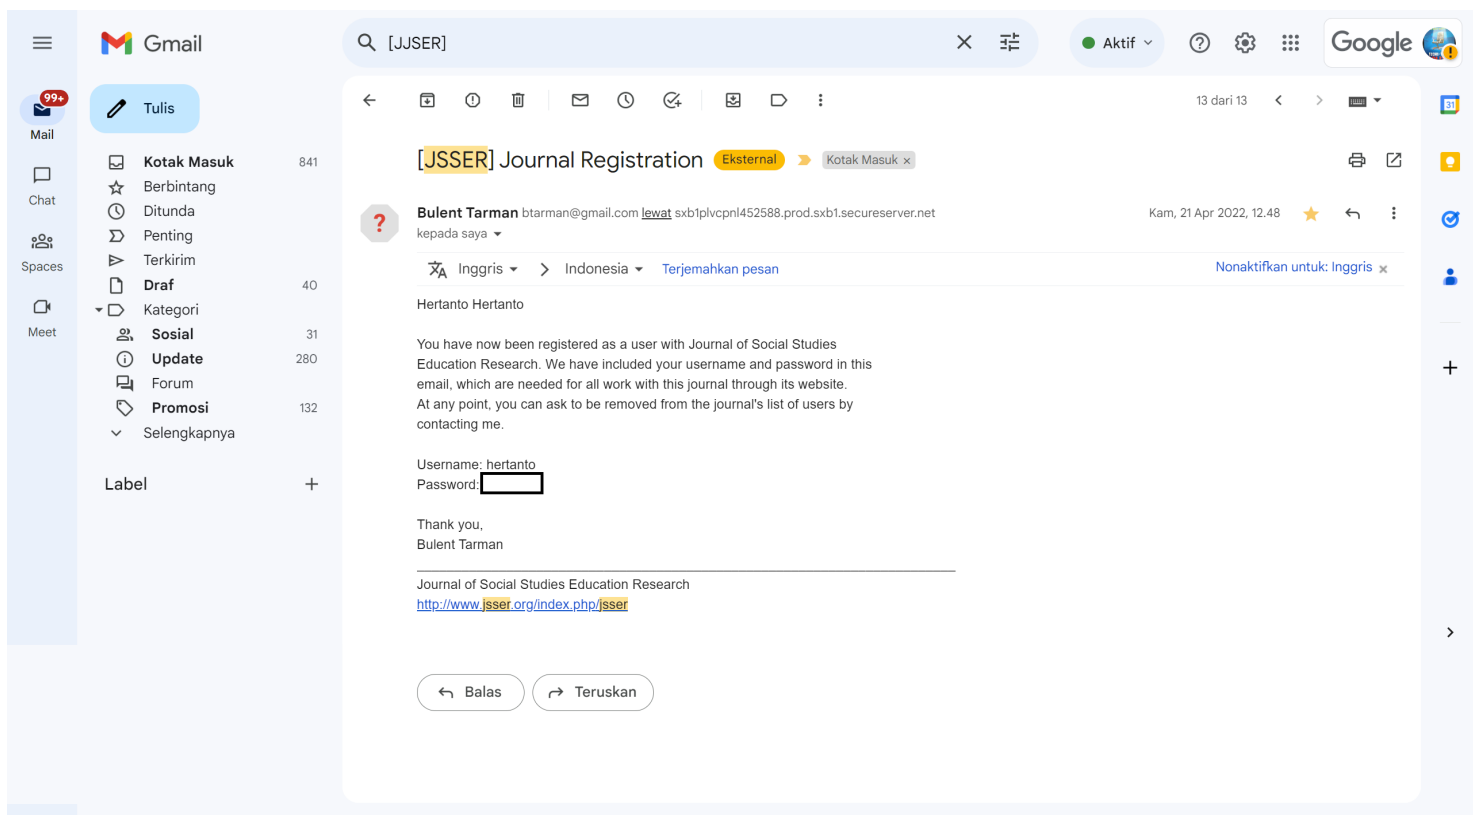 Gmail
[JJSER]
Aktif
Google
99+
Mail
Chat
Spaces
Meet
Tulis
Kotak Masuk 841
Berbintang
Ditunda
Penting
Terkirim
Draf 40
Kategori
Sosial 31
Update 280
Forum
Promosi 132
Selengkapnya
Label
13 dari 13
31
[JSSER] Journal Registration Eksternal Kotak Masuk ×
?
Bulent Tarman btarman@gmail.com lewat sxb1plvcpnl452588.prod.sxb1.secureserver.net Kam, 21 Apr 2022, 12.48
kepada saya
Inggris > Indonesia Terjemahkan pesan Nonaktifkan untuk: Inggris ×
Hertanto Hertanto
You have now been registered as a user with Journal of Social Studies
Education Research. We have included your username and password in this
email, which are needed for all work with this journal through its website.
At any point, you can ask to be removed from the journal's list of users by
contacting me.
Username: hertanto
Password:
Thank you,
Bulent Tarman
Journal of Social Studies Education Research
http://www.jsser.org/index.php/jsser
Balas
Teruskan